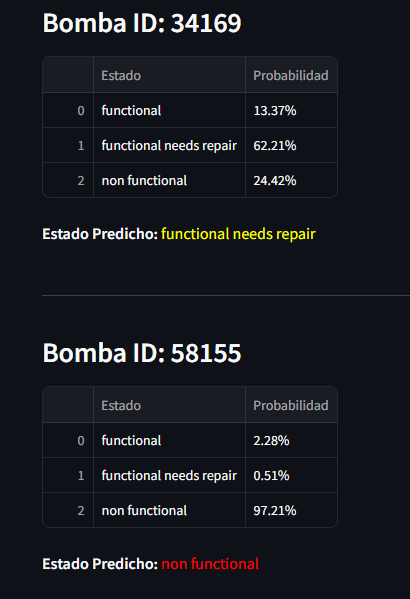 Bomba ID: 34169
Estado Probabilidad
0 functional 13.37%
1 functional needs repair 62.21%
2 non functional 24.42%
Estado Predicho: functional needs repair
Bomba ID: 58155
Estado Probabilidad
0 functional 2.28%
1 functional needs repair 0.51%
2 non functional 97.21%
Estado Predicho: non functional